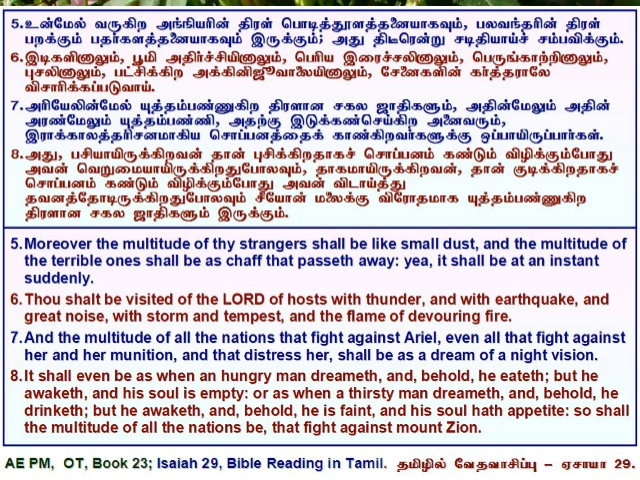 5.உன்மேல் வருகிற அந்நியரின் திரள் பொடித்தூளத்தனையாகவும், பலவந்தரின் திரள்
பறக்கும் பதர்களத்தனையாகவும் இருக்கும்; அது திடீரென்று சடிதியாய்ச் சம்பவிக்கும்.
6.இடிகளினாலும், பூமி அதிர்ச்சியினாலும், பெரிய இரைச்சலினாலும், பெருங்காற்றினாலும்,
புசலினாலும், பட்சிக்கிற அக்கினிஜுவாலையினாலும், சேனைகளின் கர்த்தராலே
விசாரிக்கப்படுவாய்.
7.அரியேலின்மேல் யுத்தம்பண்ணுகிற திரளான சகல ஜாதிகளும், அதின்மேலும் அதின்
அரண்மேலும் யுத்தம்பண்ணி, அதற்கு இடுக்கண்செய்கிற அனைவரும்,
இராக்காலத்தரிசனமாகிய சொப்பனத்தைக் காண்கிறவர்களுக்கு ஒப்பாயிருப்பார்கள்.
8.அது, பசியாயிருக்கிறவன் தான் புசிக்கிறதாகச் சொப்பனம் கண்டும் விழிக்கும்போது
அவன் வெறுமையாயிருக்கிறதுபோலவும், தாகமாயிருக்கிறவன், தான் குடிக்கிறதாகச்
சொப்பனம் கண்டும் விழிக்கும்போது அவன் விடாய்த்து
தவனத்தோடிருக்கிறதுபோலவும் சீயோன் மலைக்கு விரோதமாக யுத்தம்பண்ணுகிற
திரளான சகல ஜாதிகளும் இருக்கும்.
5.Moreover the multitude of thy strangers shall be like small dust, and the multitude of
the terrible ones shall be as chaff that passeth away: yea, it shall be at an instant
suddenly.
6.Thou shalt be visited of the LORD of hosts with thunder, and with earthquake, and
great noise, with storm and tempest, and the flame of devouring fire.
7.And the multitude of all the nations that fight against Ariel, even all that fight against
her and her munition, and that distress her, shall be as a dream of a night vision.
8.It shall even be as when an hungry man dreameth, and, behold, he eateth; but he
awaketh, and his soul is empty: or as when a thirsty man dreameth, and, behold, he
drinketh; but he awaketh, and, behold, he is faint, and his soul hath appetite: so shall
the multitude of all the nations be, that fight against mount Zion.
AE PM, OT, Book 23; Isaiah 29, Bible Reading in Tamil. தமிழில் வேதவாசிப்பு – ஏசாயா 29.